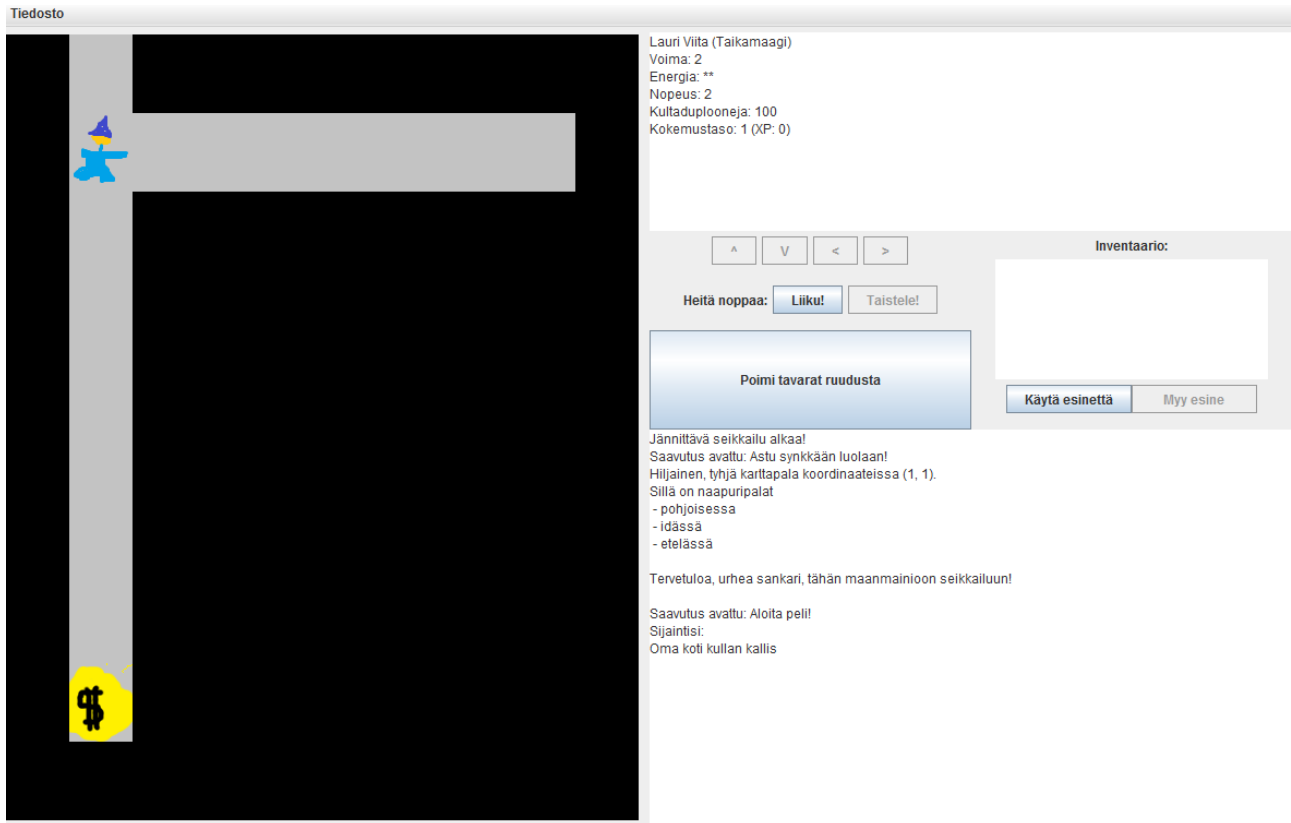 Tiedosto
Lauri Viita (Taikamaagi)
Voima: 2
Energia: **
Nopeus: 2
Kultaduplooneja: 100
Kokemustaso: 1 (XP: 0)
^ V < >
Inventaario:
Heitä noppaa: Liiku! Taistele!
Poimi tavarat ruudusta
Käytä esinettä Myy esine
Jännittävä seikkailu alkaa!
Saavutus avattu: Astu synkkään luolaan!
Hiljainen, tyhjä karttapala koordinaateissa (1, 1).
Sillä on naapuripalat
- pohjoisessa
- idässä
- etelässä
Tervetuloa, urhea sankari, tähän maanmainioon seikkailuun!
Saavutus avattu: Aloita peli!
Sijaintisi:
Oma koti kullan kallis
$